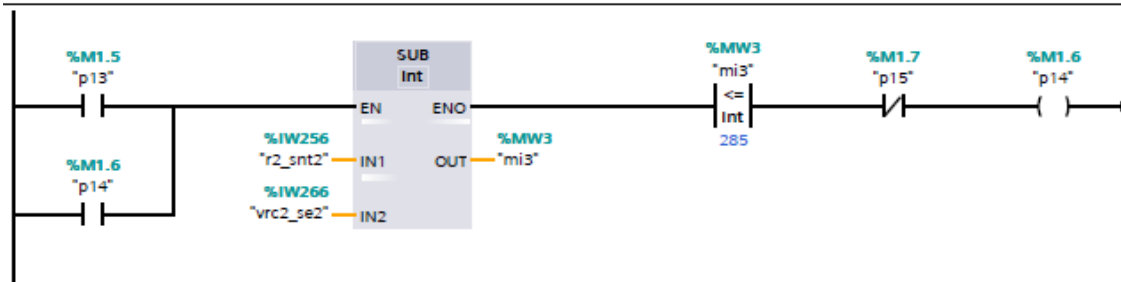 %M1.5
"p13"
%M1.6
"p14"
SUB
Int
EN
ENO
%IW256
"r2_snt2"
IN1
%IW266
"vrc2_se2"
IN2
OUT
%MW3
"mi3"
%MW3
"mi3"
<=
Int
285
%M1.7
"p15"
%M1.6
"p14"